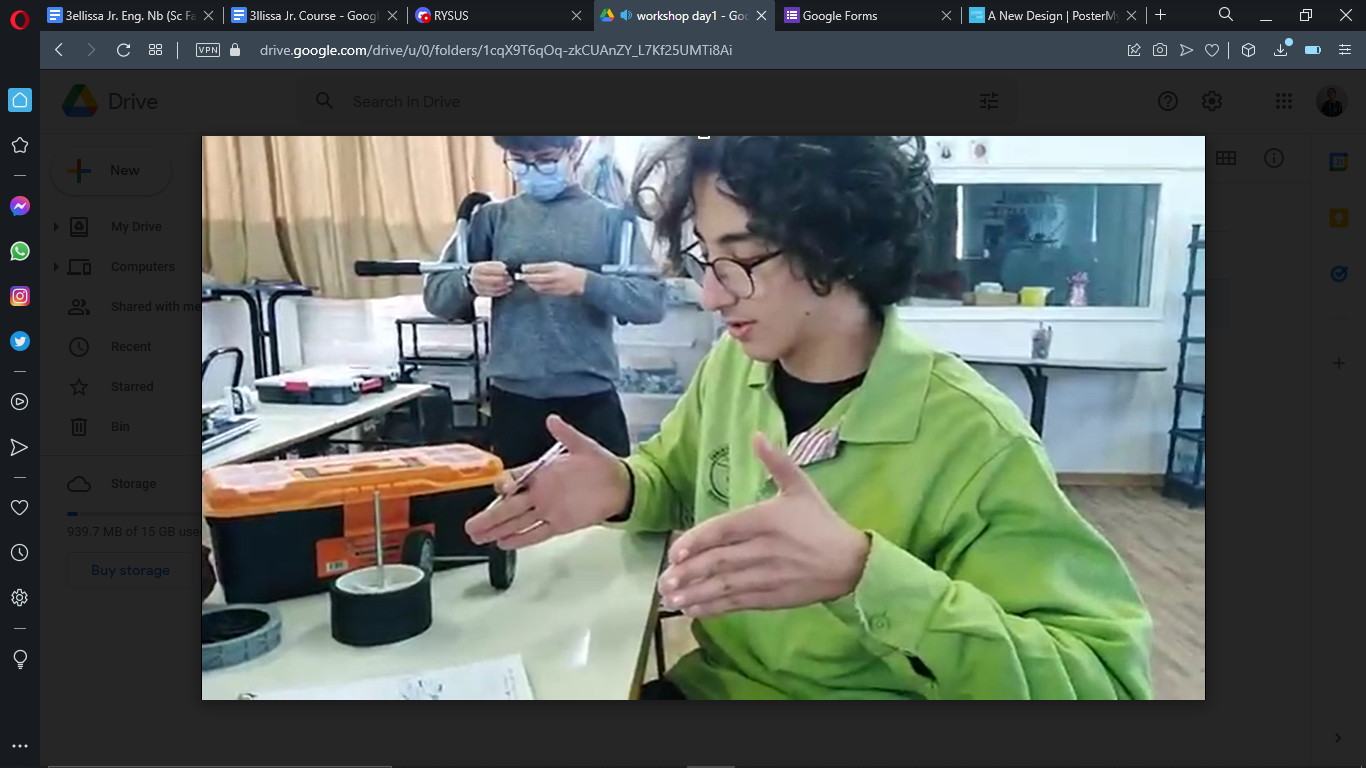 3ellissa Jr. Eng. Nb (Sc Fa
3llissa Jr. Course - Googl
RYSUS
workshop day1 - Goo
Google Forms
A New Design | PosterMy
VPN
drive.google.com/drive/u/0/folders/1cqX9T6qOq-zkCUAnZY_L7Kf25UMTi8Ai
Drive
Search in Drive
New
My Drive
Computers
Shared with me
Recent
Starred
Bin
Storage
939.7 MB of 15 GB use
Buy storage